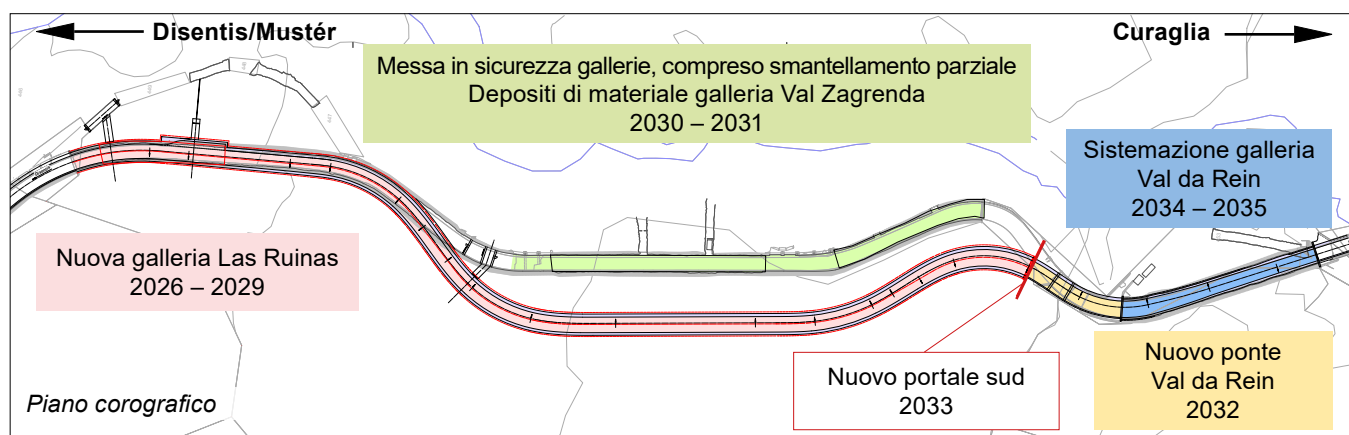 Disentis/Mustér
Curaglia
Messa in sicurezza gallerie, compreso smantellamento parziale
Depositi di materiale galleria Val Zagrenda
2030 – 2031
Sistemazione galleria
Val da Rein
2034 – 2035
Nuova galleria Las Ruinas
2026 – 2029
Nuovo portale sud
2033
Nuovo ponte
Val da Rein
2032
Piano corografico